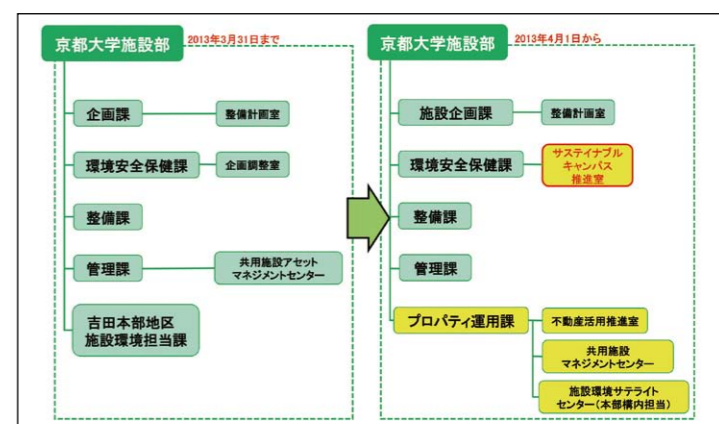 京都大学施設部
2013年3月31日まで
企画課
整備計画室
環境安全保健課
企画調整室
整備課
管理課
共用施設アセット
マネジメントセンター
吉田本部地区
施設環境担当課
京都大学施設部
2013年4月1日から
施設企画課
整備計画室
環境安全保健課
サステイナブル
キャンパス
推進室
整備課
管理課
プロパティ運用課
不動産活用推進室
共用施設
マネジメントセンター
施設環境サテライト
センター(本部構内担当)